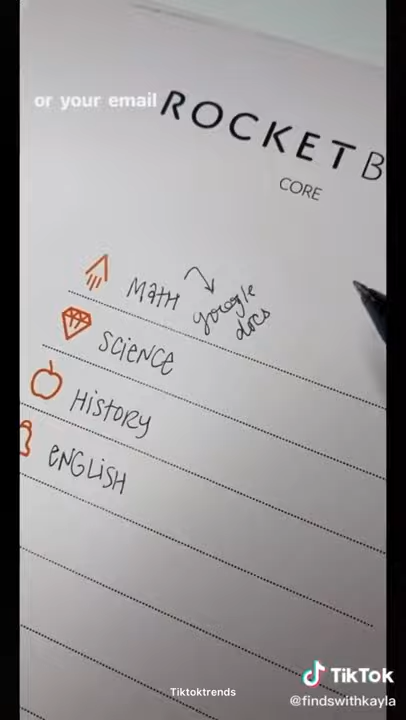 or your email
ROCKETB
CORE
Math
google
docs
Science
History
English
Tiktoktrends
TikTok
@findswithkayla